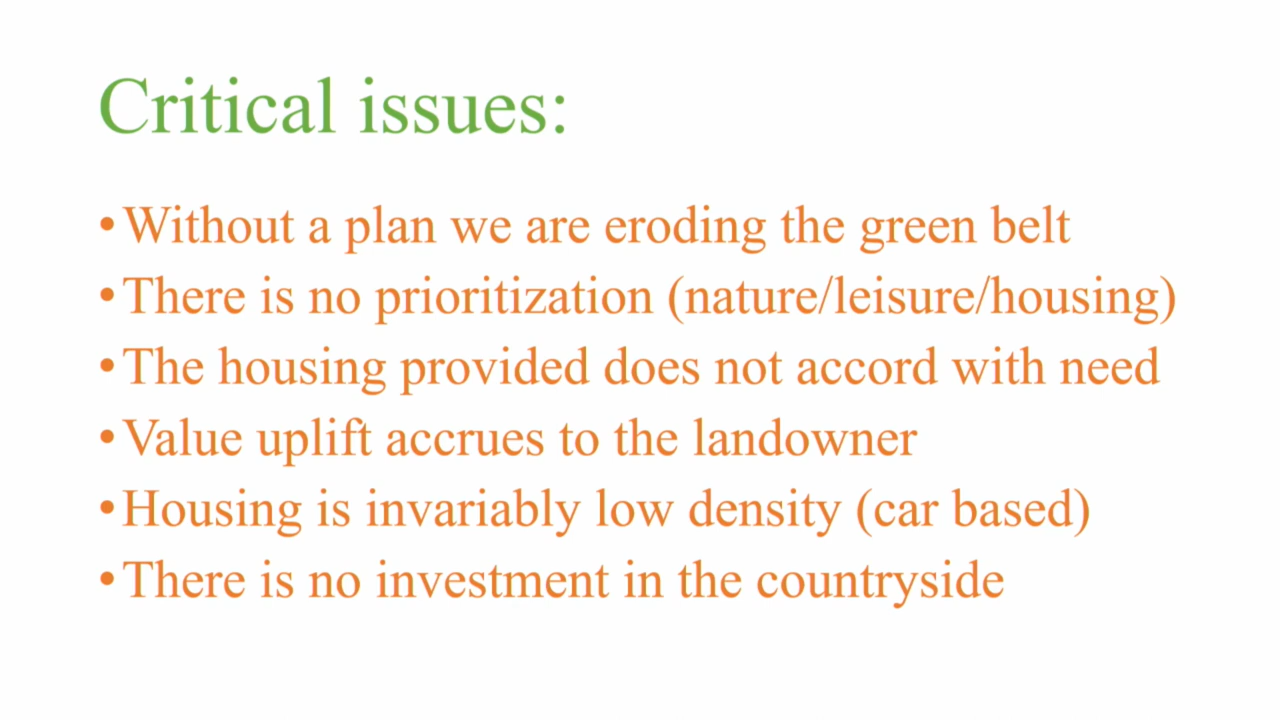 Critical issues:
• Without a plan we are eroding the green belt
• There is no prioritization (nature/leisure/housing)
• The housing provided does not accord with need
• Value uplift accrues to the landowner
• Housing is invariably low density (car based)
• There is no investment in the countryside